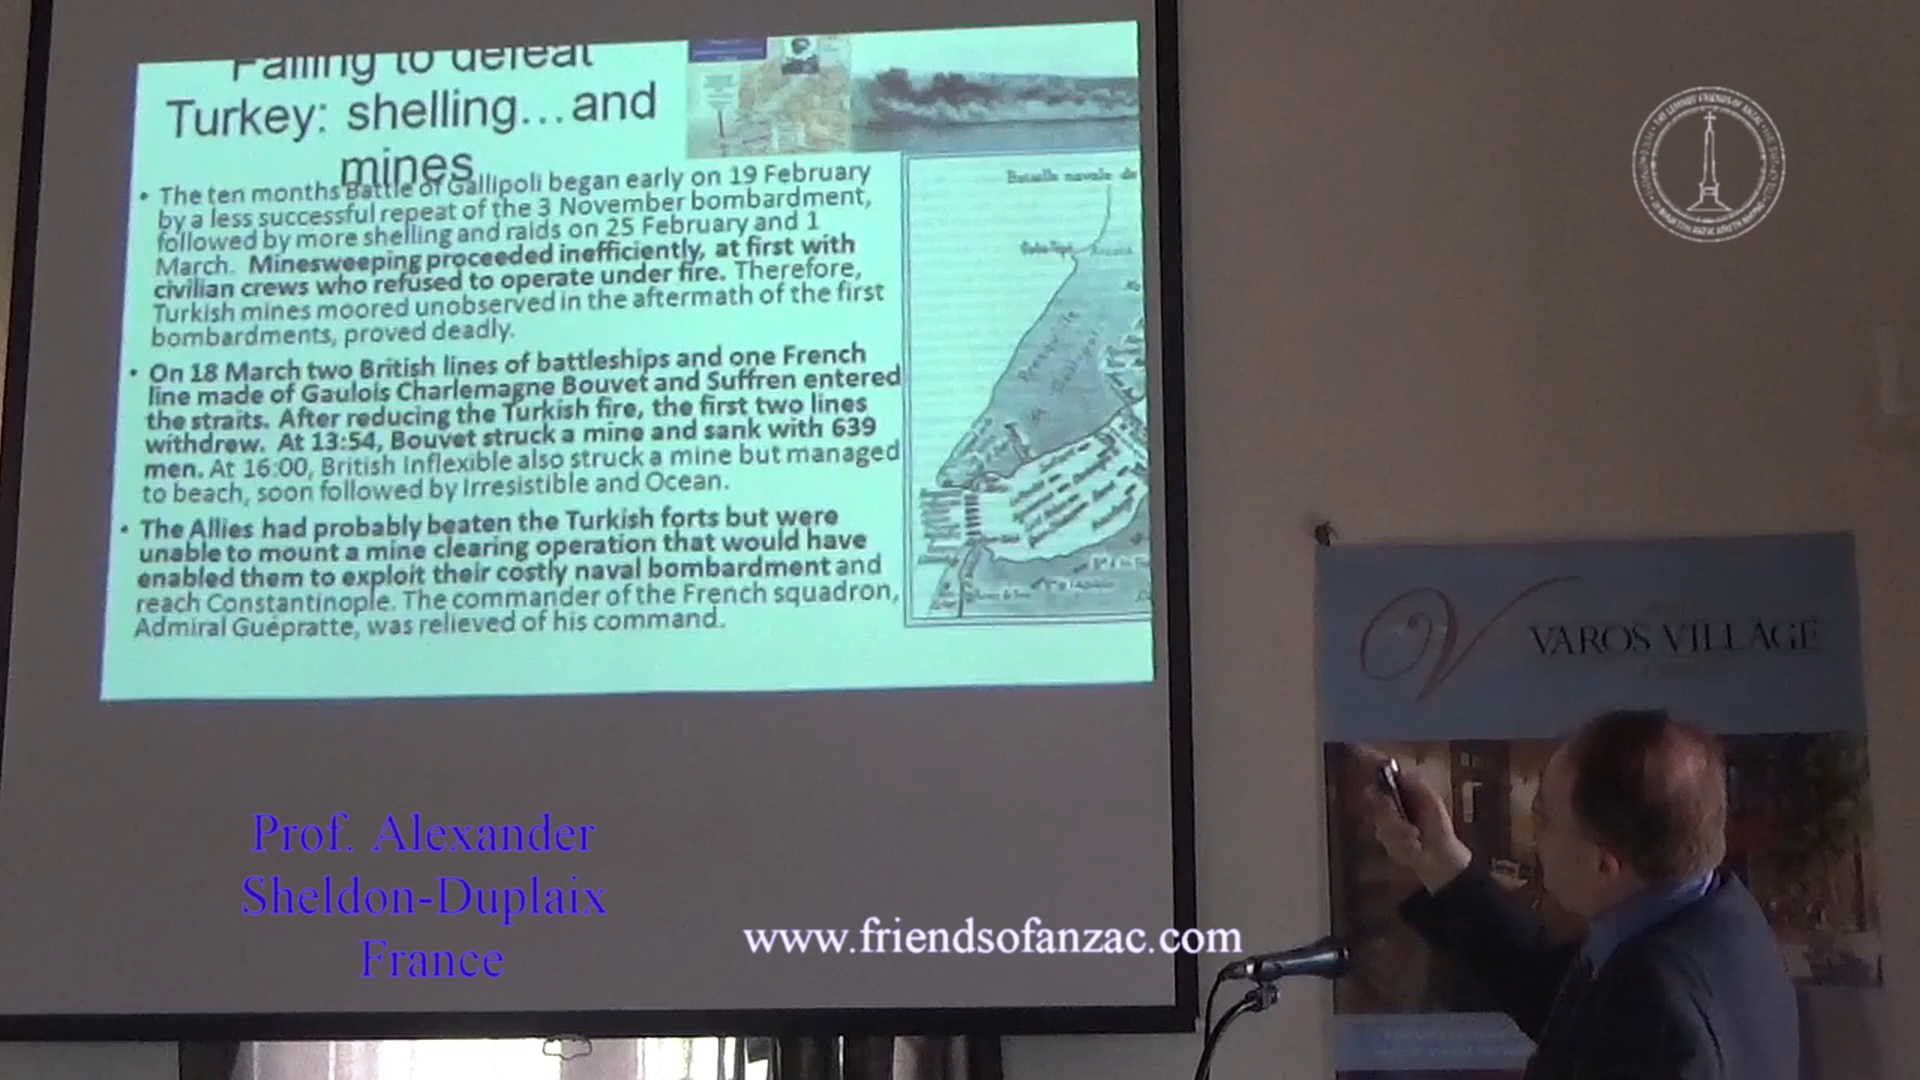 Failing to defeat
Turkey: shelling...and
mines
• The ten months Battle of Gallipoli began early on 19 February
by a less successful repeat of the 3 November bombardment,
followed by more shelling and raids on 25 February and 1
March. Minesweeping proceeded inefficiently, at first with
civilian crews who refused to operate under fire. Therefore,
Turkish mines moored unobserved in the aftermath of the first
bombardments, proved deadly.
• On 18 March two British lines of battleships and one French
line made of Gaulois Charlemagne Bouvet and Suffren entered
the straits. After reducing the Turkish fire, the first two lines
withdrew. At 13:54, Bouvet struck a mine and sank with 639
men. At 16:00, British Inflexible also struck a mine but managed
to beach, soon followed by Irresistible and Ocean.
• The Allies had probably beaten the Turkish forts but were
unable to mount a mine clearing operation that would have
enabled them to exploit their costly naval bombardment and
reach Constantinople. The commander of the French squadron,
Admiral Guépratte, was relieved of his command.
Bataille navale de
VAROS VILLAGE
Prof. Alexander
Sheldon-Duplaix
France
www.friendsofanzac.com